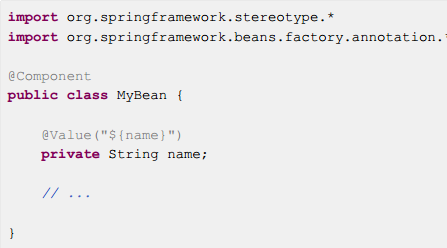 import org.springframework.stereotype.*
import org.springframework.beans.factory.annotation.*
@Component
public class MyBean {
@Value("${name}")
private String name;
// ...
}